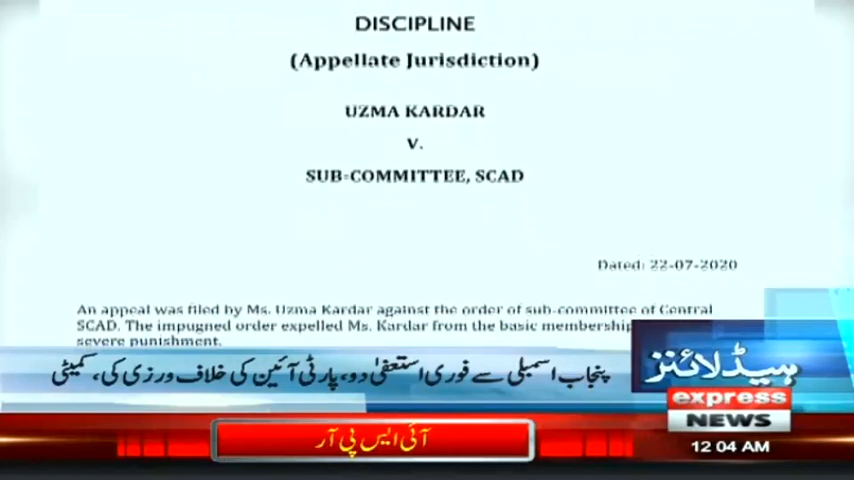 DISCIPLINE
(Appellate Jurisdiction)
UZMA KARDAR
V.
SUB-COMMITTEE, SCAD
Dated: 22-07-2020
An appeal was filed by Ms. Uzma Kardar against the order of sub-committee of Central
SCAD. The impugned order expelled Ms. Kardar from the basic membership
severe punishment.
پنجاب اسمبلی سے فوری استعفیٰ دو، پارٹی آئین کی خلاف ورزی کی، کمیٹی
ہیڈلائنز
express
NEWS
12:04 AM
آئی ایس پی آر